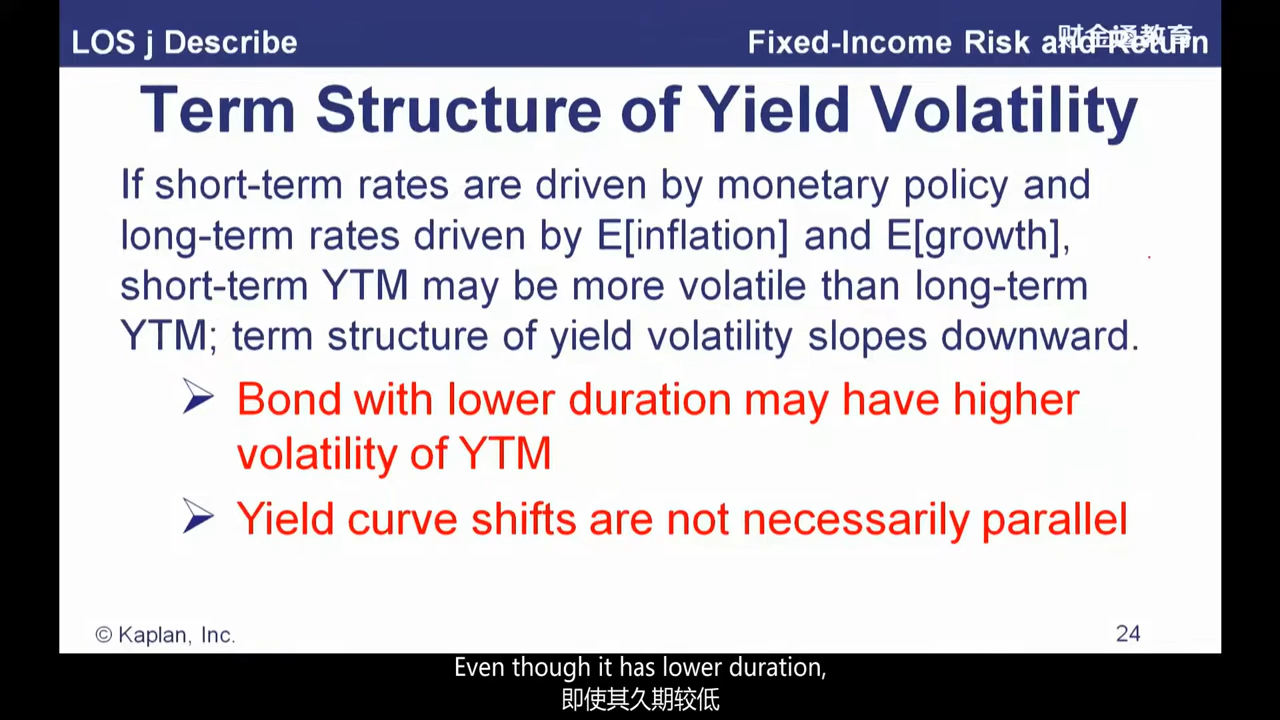 LOS j Describe
Fixed-Income Risk and Return
财金通教育
Term Structure of Yield Volatility
If short-term rates are driven by monetary policy and
long-term rates driven by E[inflation] and E[growth],
short-term YTM may be more volatile than long-term
YTM; term structure of yield volatility slopes downward.
Bond with lower duration may have higher
volatility of YTM
Yield curve shifts are not necessarily parallel
© Kaplan, Inc.
24
Even though it has lower duration,
即使其久期较低